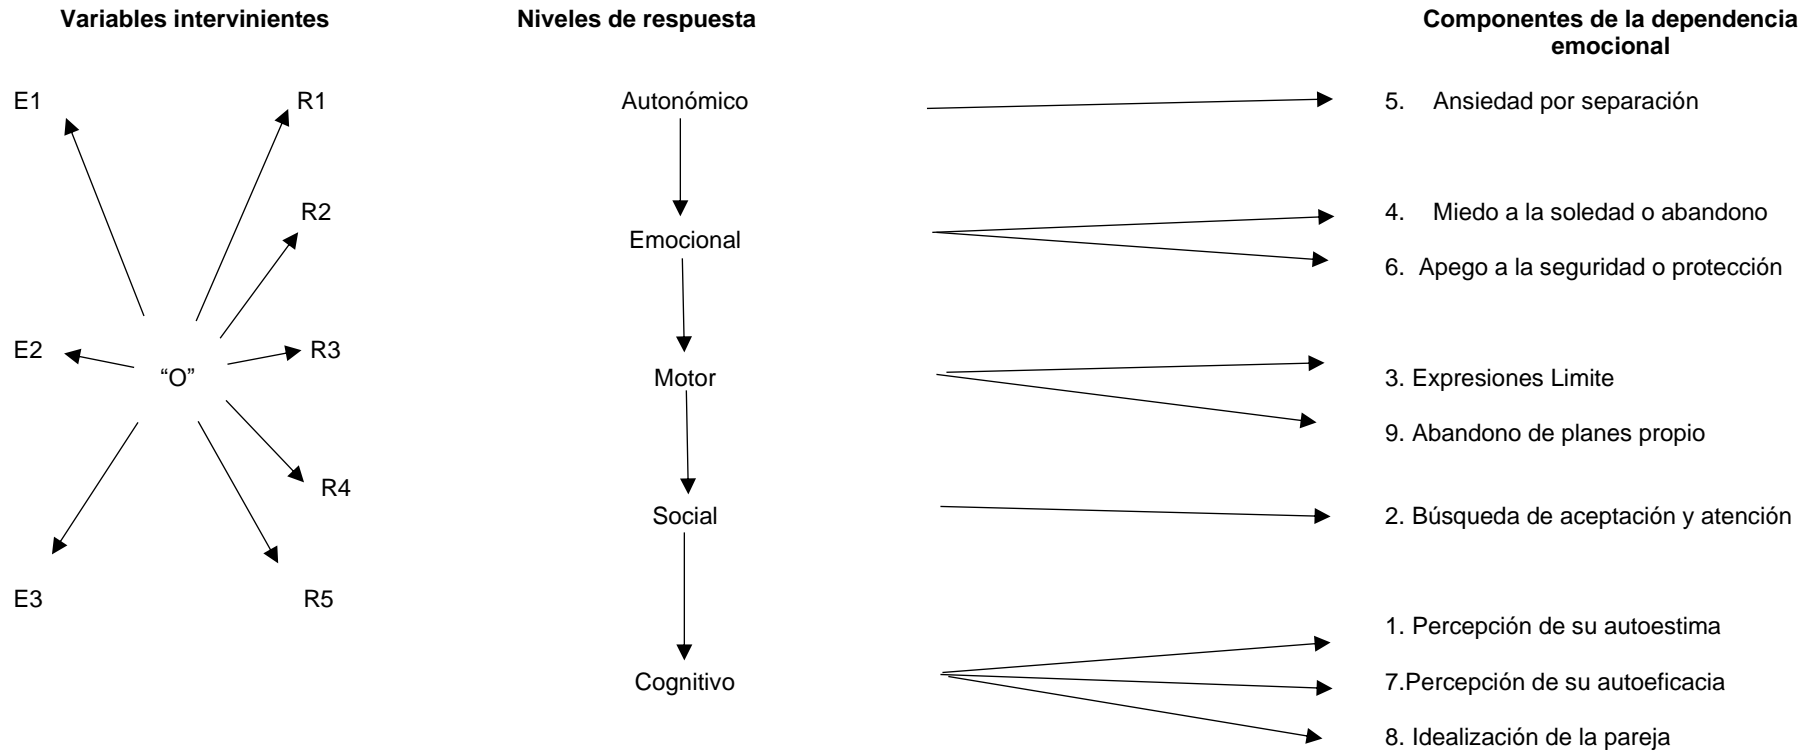 Variables intervinientes
Niveles de respuesta
Componentes de la dependencia
emocional
E1
R1
Autonómico
5. Ansiedad por separación
R2
4. Miedo a la soledad o abandono
Emocional
6. Apego a la seguridad o protección
E2
R3
“O”
Motor
3. Expresiones Limite
9. Abandono de planes propio
R4
Social
2. Búsqueda de aceptación y atención
E3
R5
1. Percepción de su autoestima
Cognitivo
7.Percepción de su autoeficacia
8. Idealización de la pareja